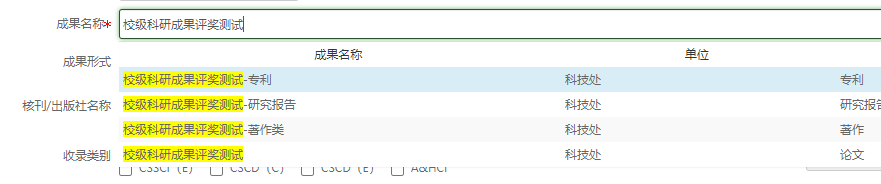 成果名称* 校级科研成果评奖测试
成果名称 单位
成果形式
校级科研成果评奖测试-专利 科技处 专利
核刊/出版社名称
校级科研成果评奖测试-研究报告 科技处 研究报告
校级科研成果评奖测试-著作类 科技处 著作
收录类别
校级科研成果评奖测试 科技处 论文
CSSCI（E） CSCD（C） CSCD（E） A&HCI